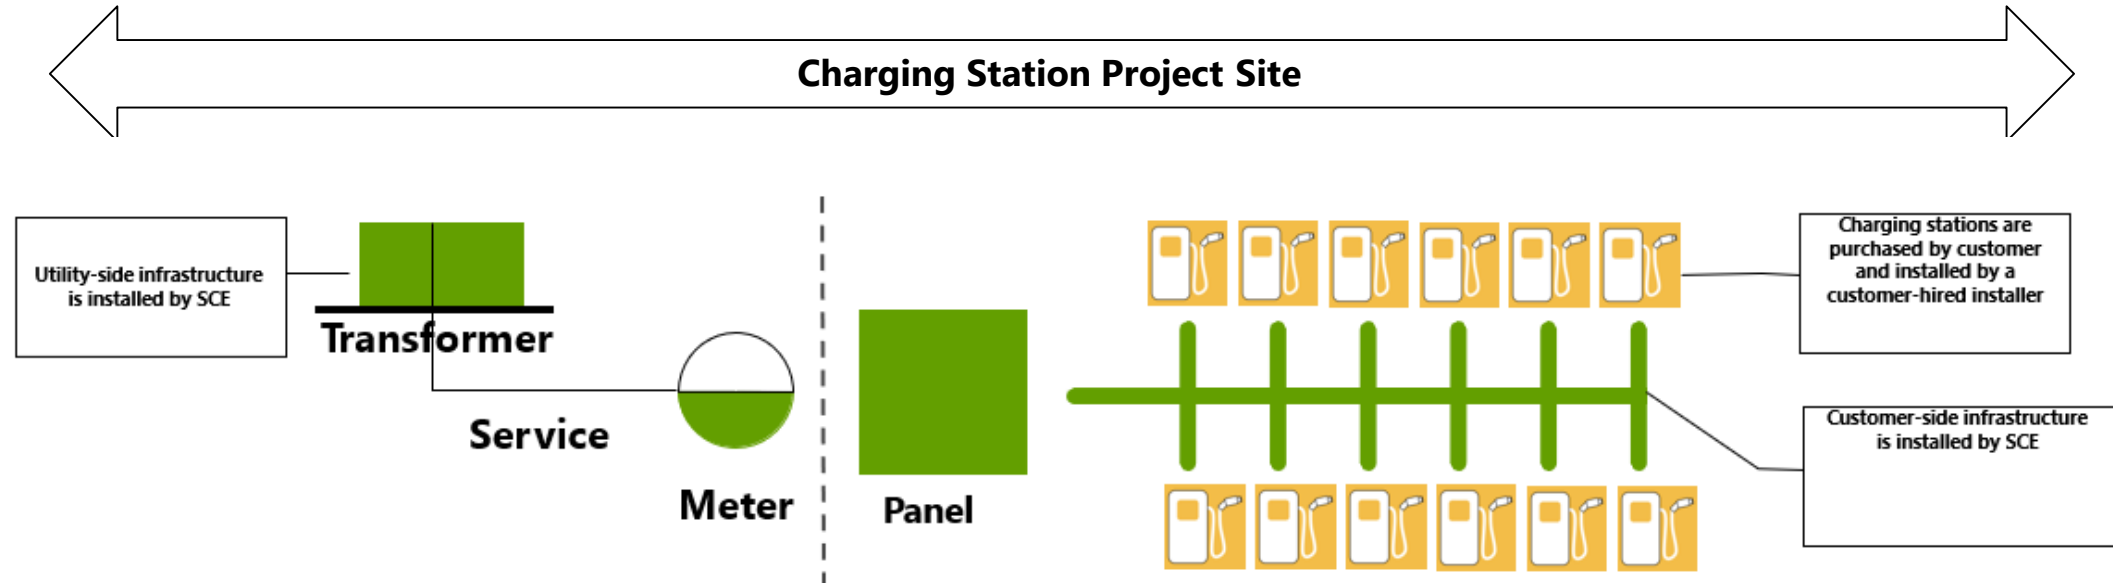 Charging Station Project Site
Utility-side infrastructure
is installed by SCE
Transformer
Service
Meter
Panel
Charging stations are
purchased by customer
and installed by a
customer-hired installer
Customer-side infrastructure
is installed by SCE